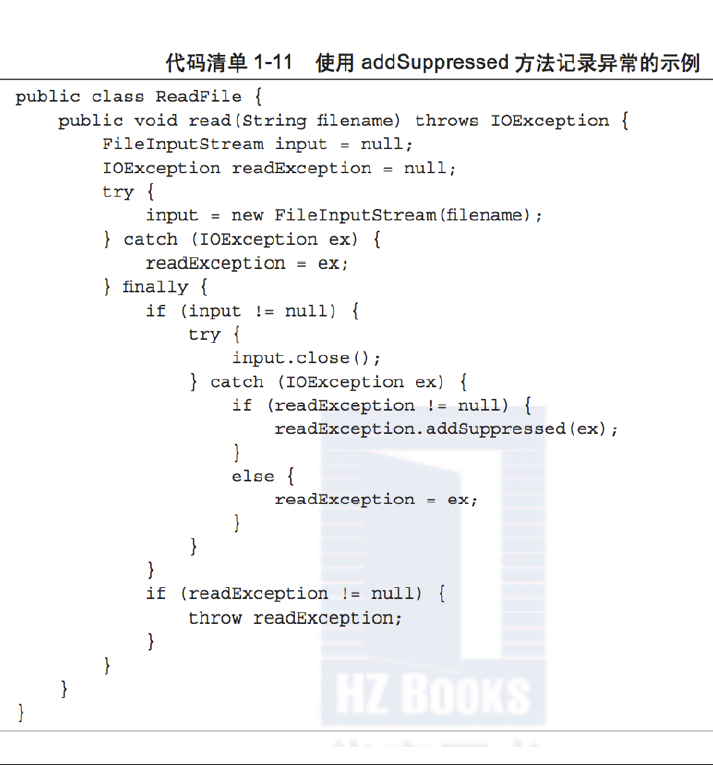 代码清单 1-11 使用 addSuppressed 方法记录异常的示例
public class ReadFile {
    public void read(String filename) throws IOException {
        FileInputStream input = null;
        IOException readException = null;
        try {
            input = new FileInputStream(filename);
        } catch (IOException ex) {
            readException = ex;
        } finally {
            if (input != null) {
                try {
                    input.close();
                } catch (IOException ex) {
                    if (readException != null) {
                        readException.addSuppressed(ex);
                    }
                    else {
                        readException = ex;
                    }
                }
            }
            if (readException != null) {
                throw readException;
            }
        }
    }
}
HZ BOOKS